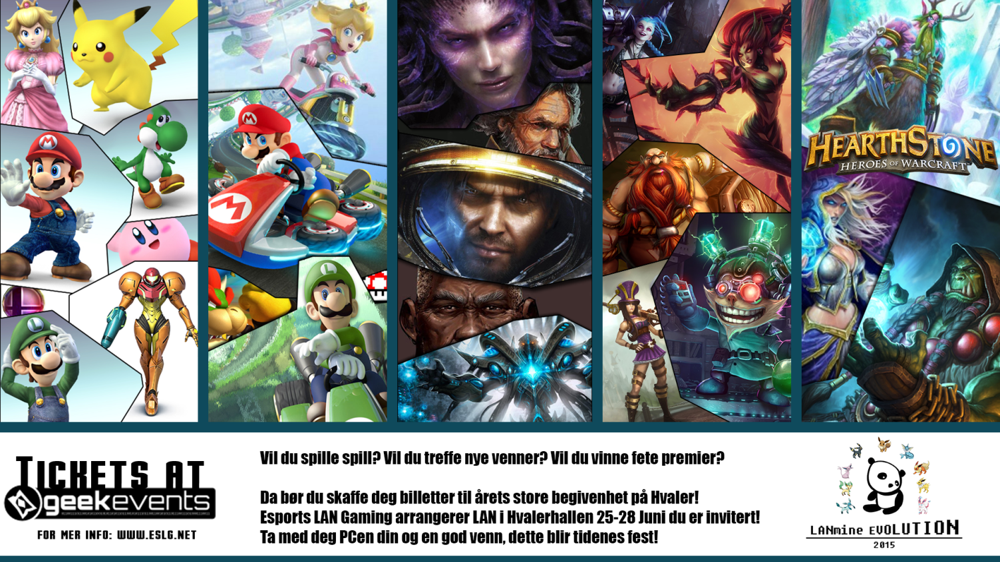 HEARTHSTONE
HEROES OF WARCRAFT
TICKETS AT
geekevents
FOR MER INFO: WWW.ESLG.NET
Vil du spille spill? Vil du treffe nye venner? Vil du vinne fete premier?
Da bør du skaffe deg billetter til årets store begivenhet på Hvaler!
Esports LAN Gaming arrangerer LAN i Hvalerhallen 25-28 Juni du er invitert!
Ta med deg PCen din og en god venn, dette blir tidenes fest!
LANmine EVOLUTION
2015